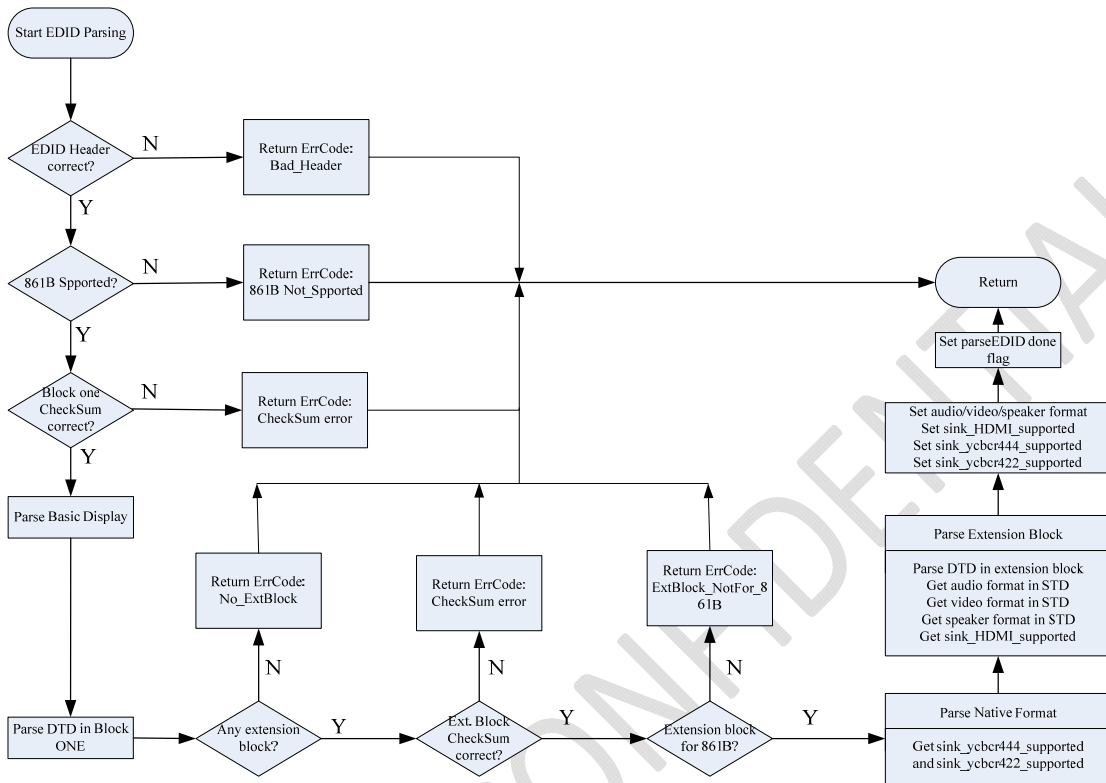 Start EDID Parsing
EDID Header
correct?
N
Return ErrCode:
Bad_Header
Y
861B Spported?
N
Return ErrCode:
861B Not_Spported
Return
Y
Set parseEDID done
flag
Block one
CheckSum
correct?
N
Return ErrCode:
CheckSum error
Set audio/video/speaker format
Set sink_HDMI_supported
Set sink_ycbcr444_supported
Set sink_ycbcr422_supported
Y
Parse Basic Display
Return ErrCode:
No_ExtBlock
Return ErrCode:
CheckSum error
Return ErrCode:
ExtBlock_NotFor_8
61B
Parse Extension Block
Parse DTD in extension block
Get audio format in STD
Get video format in STD
Get speaker format in STD
Get sink_HDMI_supported
N
N
N
Parse DTD in Block
ONE
Any extension
block?
Y
Ext. Block
CheckSum
correct?
Y
Extension block
for 861B?
Y
Parse Native Format
Get sink_ycbcr444_supported
and sink_ycbcr422_supported
CONFIDENTIAL